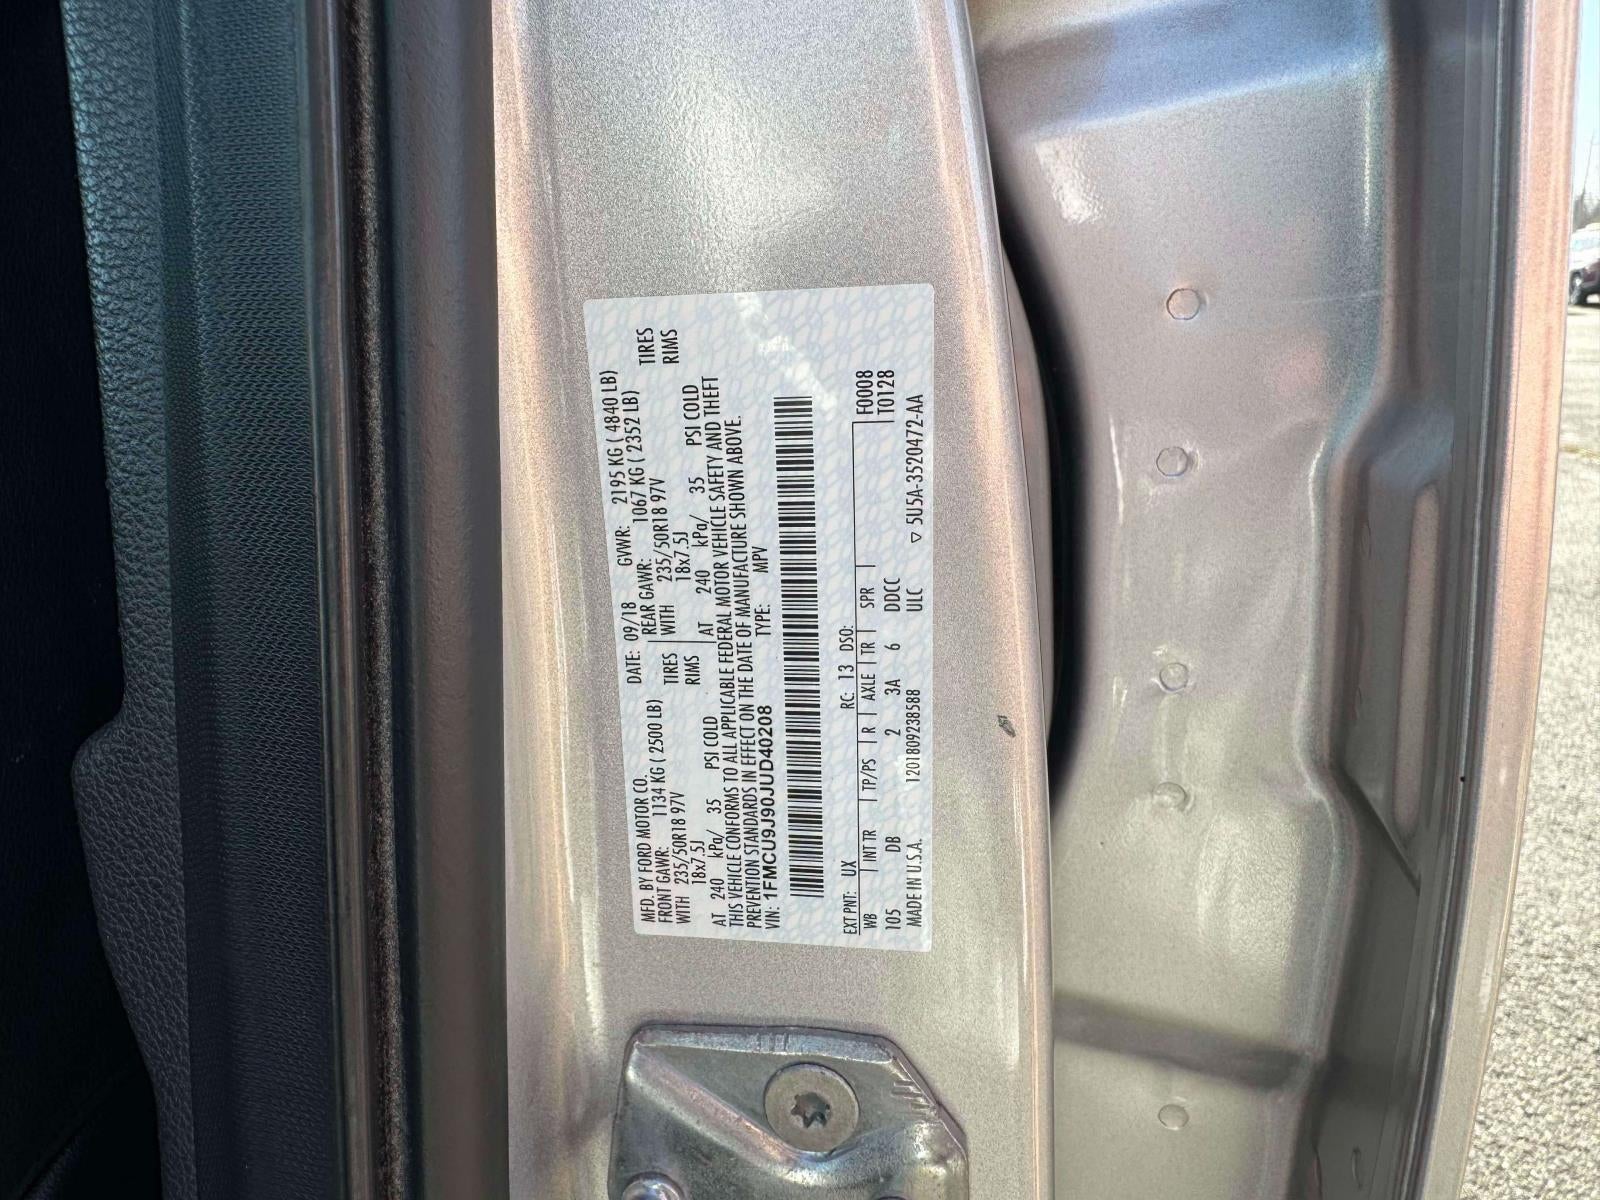 MFD. BY FORD MOTOR CO.
DATE: 09/18 GVWR: 2195 KG ( 4840 LB)
FRONT GAWR: 1134 KG ( 2500 LB)
REAR GAWR: 1067 KG ( 2352 LB)
WITH 235/50R18 97V TIRES
WITH 235/50R18 97V TIRES
18x7.5J RIMS
18x7.5J RIMS
AT 240 kPa/ 35 PSI COLD
AT 240 kPa/ 35 PSI COLD
THIS VEHICLE CONFORMS TO ALL APPLICABLE FEDERAL MOTOR VEHICLE SAFETY AND THEFT
PREVENTION STANDARDS IN EFFECT ON THE DATE OF MANUFACTURE SHOWN ABOVE.
VIN: 1FMCU9J90JUD40208 TYPE: MPV
EXT PNT: UX RC: 13 DSO: F0008
WB INT TR TP/PS R AXLE TR SPR T0128
105 DB 2 3A 6 DDCC
MADE IN U.S.A. 120180923858​8 ULC ▽ 5U5A-3520472-AA